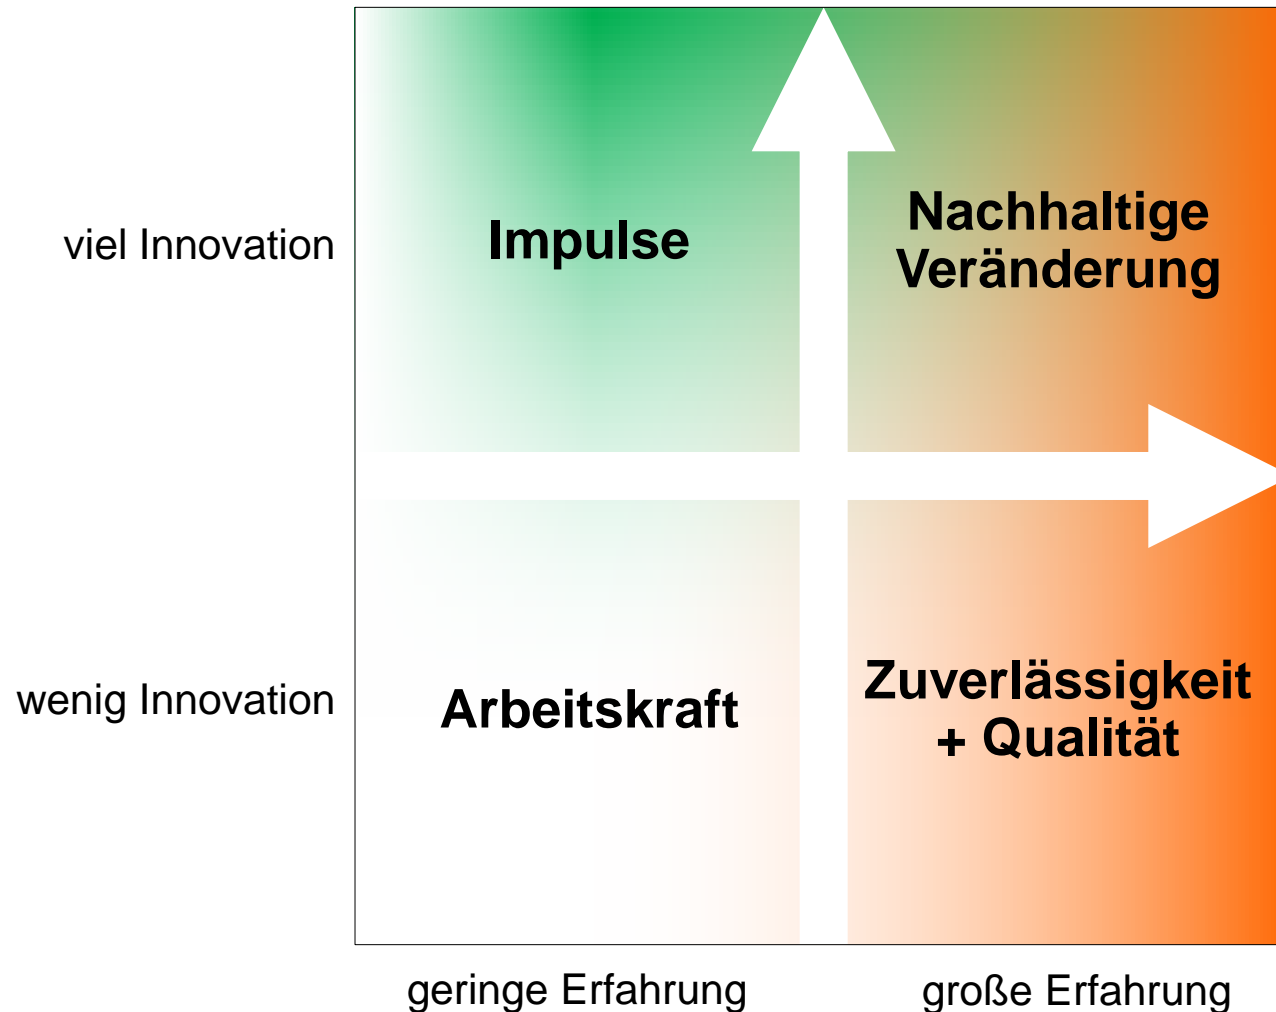 viel Innovation
Impulse
Nachhaltige
Veränderung
wenig Innovation
Arbeitskraft
Zuverlässigkeit
+ Qualität
geringe Erfahrung
große Erfahrung